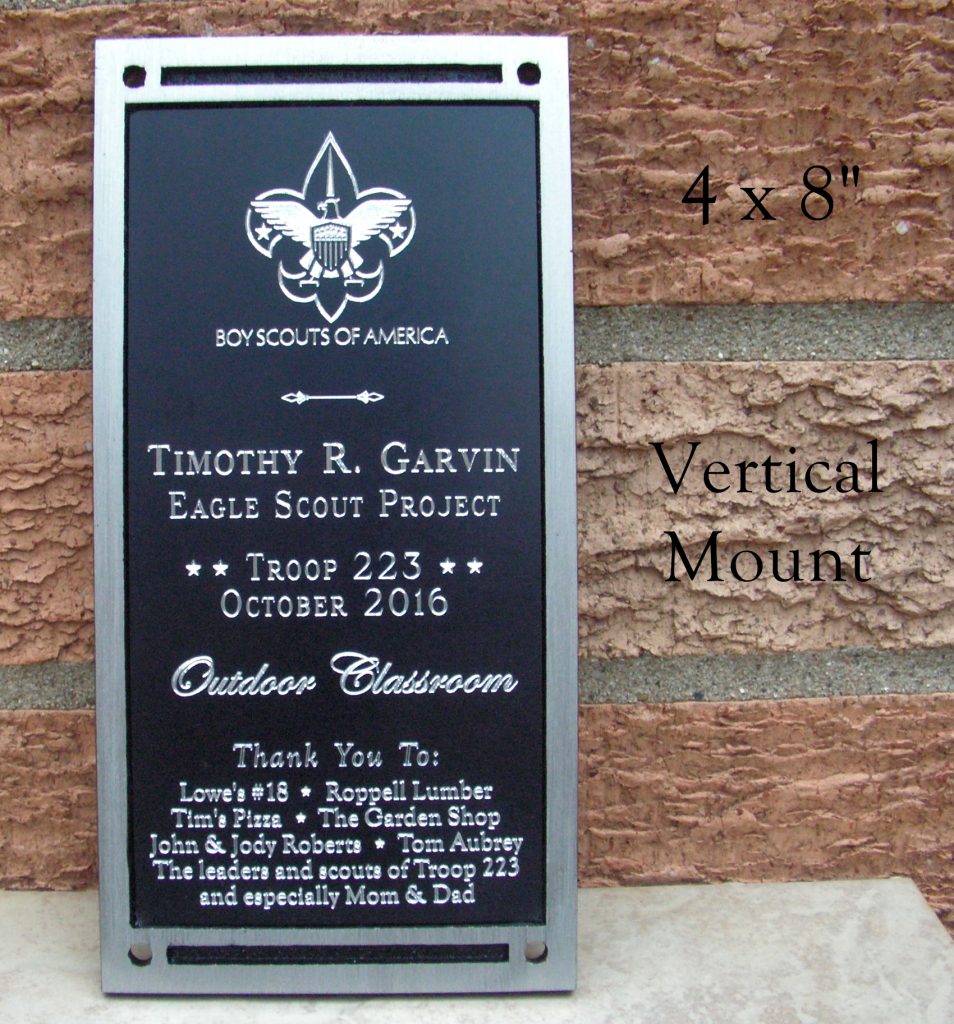 BOY SCOUTS OF AMERICA
TIMOTHY R. GARVIN
EAGLE SCOUT PROJECT
★ ★ TROOP 223 ★ ★
OCTOBER 2016
Outdoor Classroom
Thank You To:
Lowe's #18 ★ Roppell Lumber
Tim's Pizza ★ The Garden Shop
John & Jody Roberts ★ Tom Aubrey
The leaders and scouts of Troop 223
and especially Mom & Dad
4 x 8"
Vertical
Mount